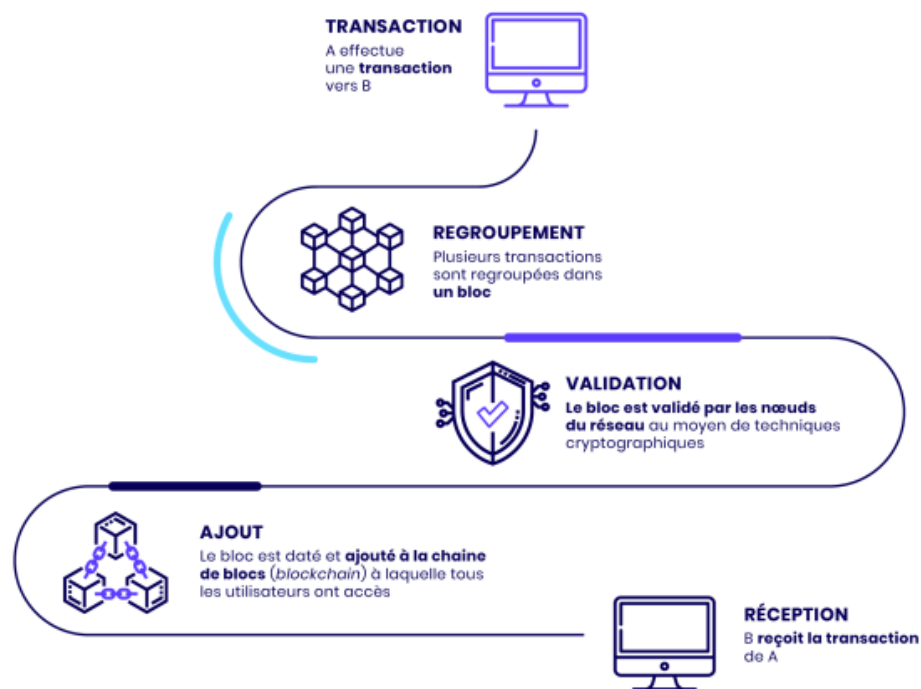 TRANSACTION
A effectue
une transaction
vers B
REGROUPEMENT
Plusieurs transactions
sont regroupées dans
un bloc
VALIDATION
Le bloc est validé par les nœuds
du réseau au moyen de techniques
cryptographiques
AJOUT
Le bloc est daté et ajouté à la chaine
de blocs (blockchain) à laquelle tous
les utilisateurs ont accès
RÉCEPTION
B reçoit la transaction
de A